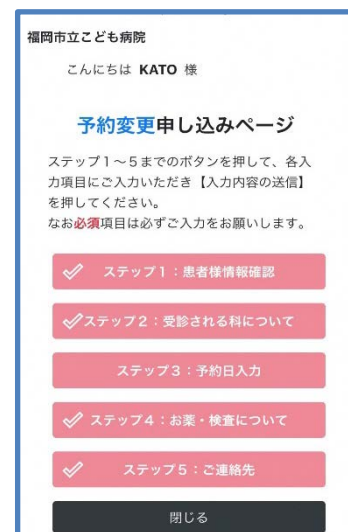 福岡市立こども病院
こんにちは KATO 様
予約変更申し込みページ
ステップ1~5までのボタンを押して、各入
力項目にご入力いただき【入力内容の送信】
を押してください。
なお必須項目は必ずご入力をお願いします。
ステップ1:患者様情報確認
ステップ2:受診される科について
ステップ3:予約日入力
ステップ4:お薬・検査について
ステップ5:ご連絡先
閉じる